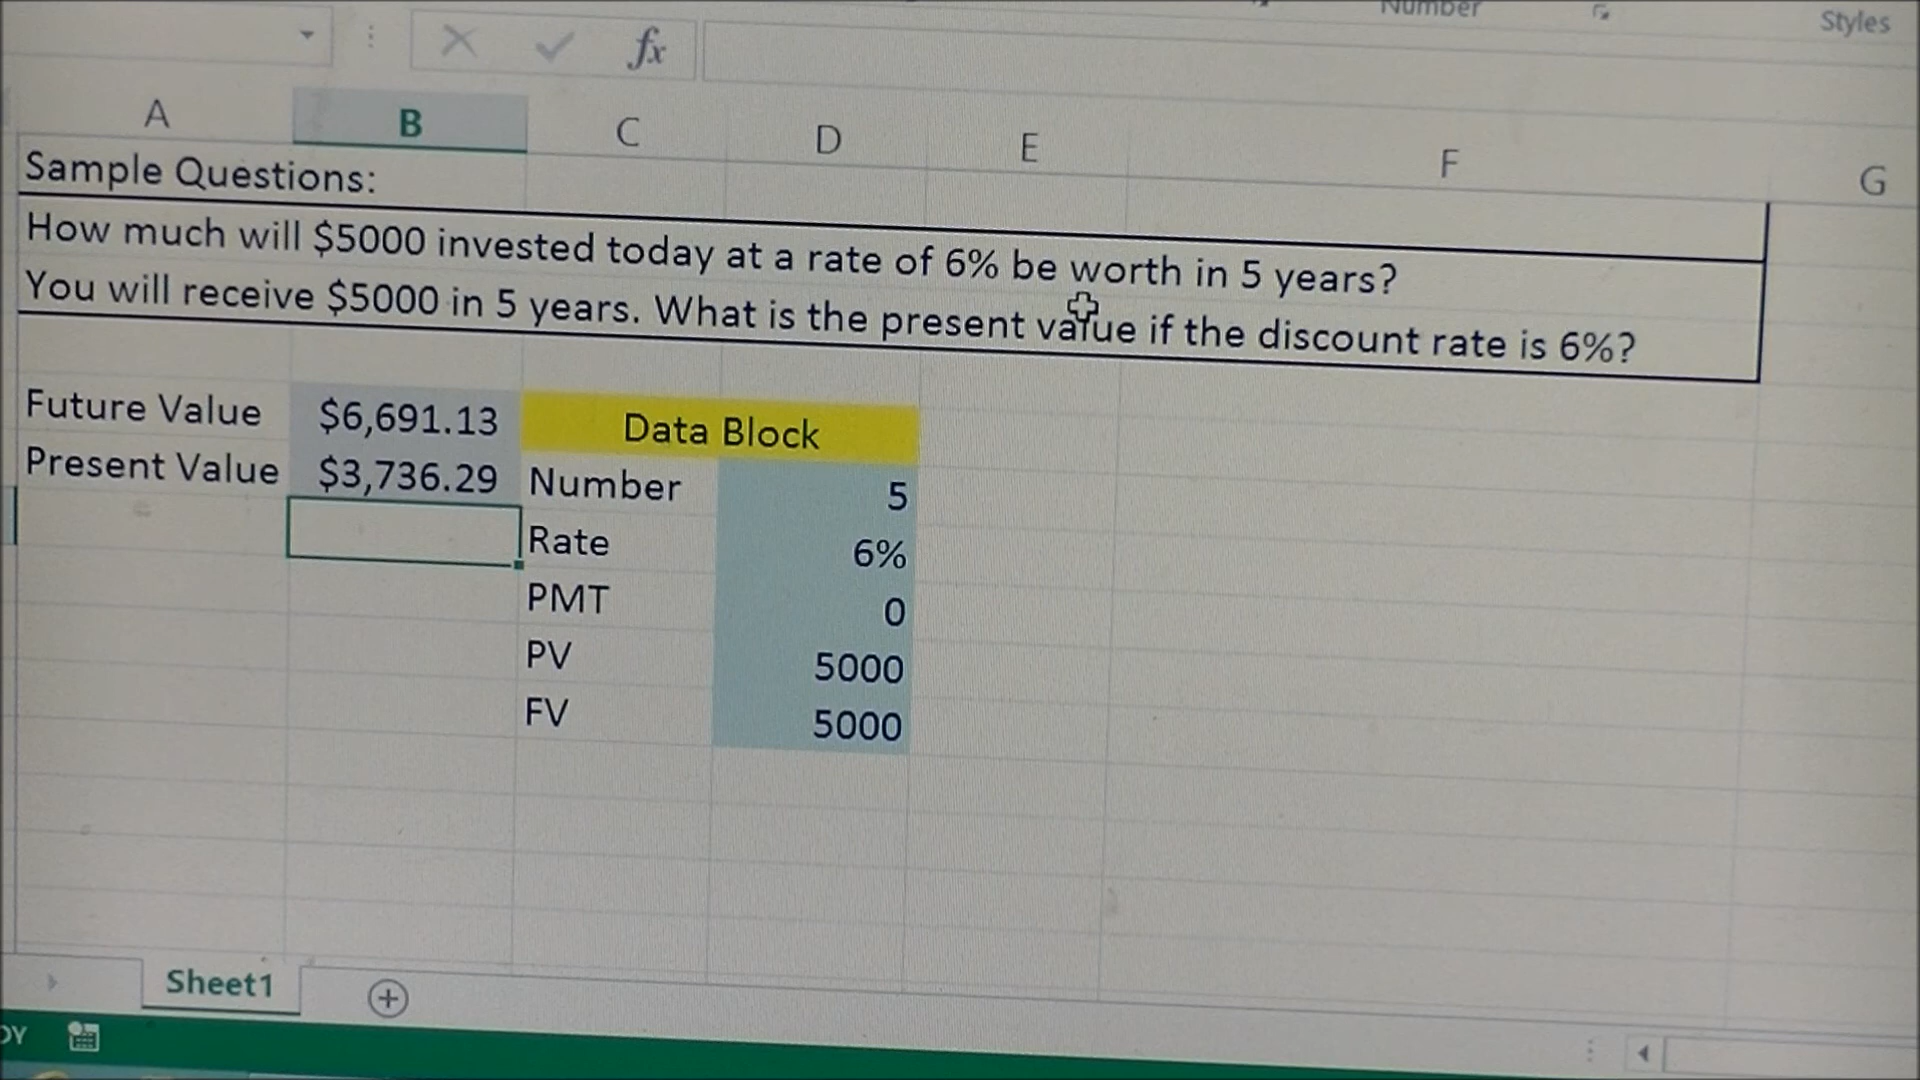 Number
Styles
fx
A B C D E F G
Sample Questions:
How much will $5000 invested today at a rate of 6% be worth in 5 years?
You will receive $5000 in 5 years. What is the present value if the discount rate is 6%?
Future Value $6,691.13 Data Block
Present Value $3,736.29 Number 5
Rate 6%
PMT 0
PV 5000
FV 5000
Sheet1
DY